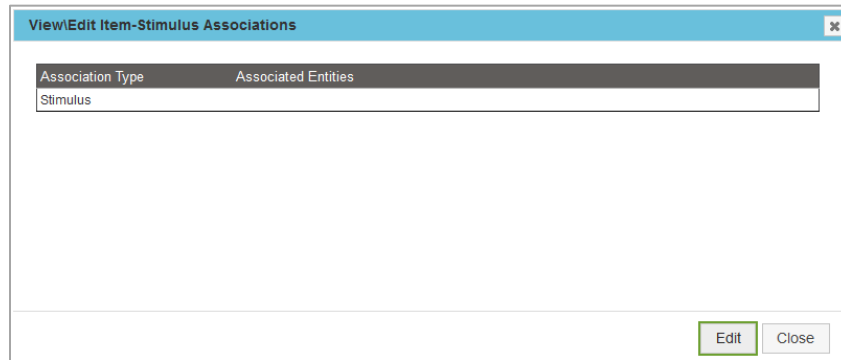 View\Edit Item-Stimulus Associations
Association Type Associated Entities
Stimulus
Edit Close